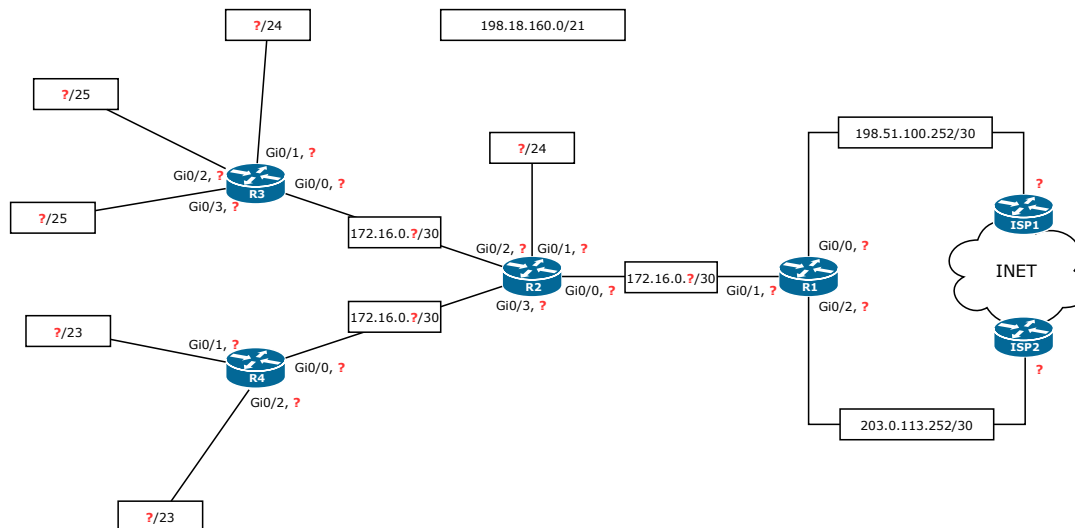 ?/24
198.18.160.0/21
?/25
198.51.100.252/30
Gi0/1, ?
?/24
Gi0/2, ?
Gi0/0, ?
R3
?
Gi0/3, ?
?/25
ISP1
172.16.0.?/30
Gi0/2, ?
Gi0/1, ?
Gi0/0, ?
INET
R2
172.16.0.?/30
Gi0/1, ?
R1
Gi0/0, ?
Gi0/3, ?
Gi0/2, ?
172.16.0.?/30
?/23
Gi0/1, ?
ISP2
R4
Gi0/0, ?
?
Gi0/2, ?
203.0.113.252/30
?/23